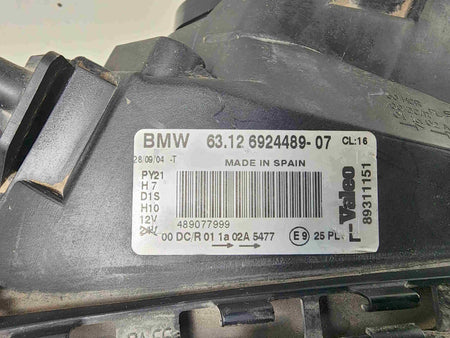 BMW 63.12 6924489-07 CL:16
28/09/04 -T MADE IN SPAIN
PY21
H7
D1S
H10
12V 489077999
00 DC/R 01 1a 02A 5477 E9 25 PL
L- Valeo
89311151